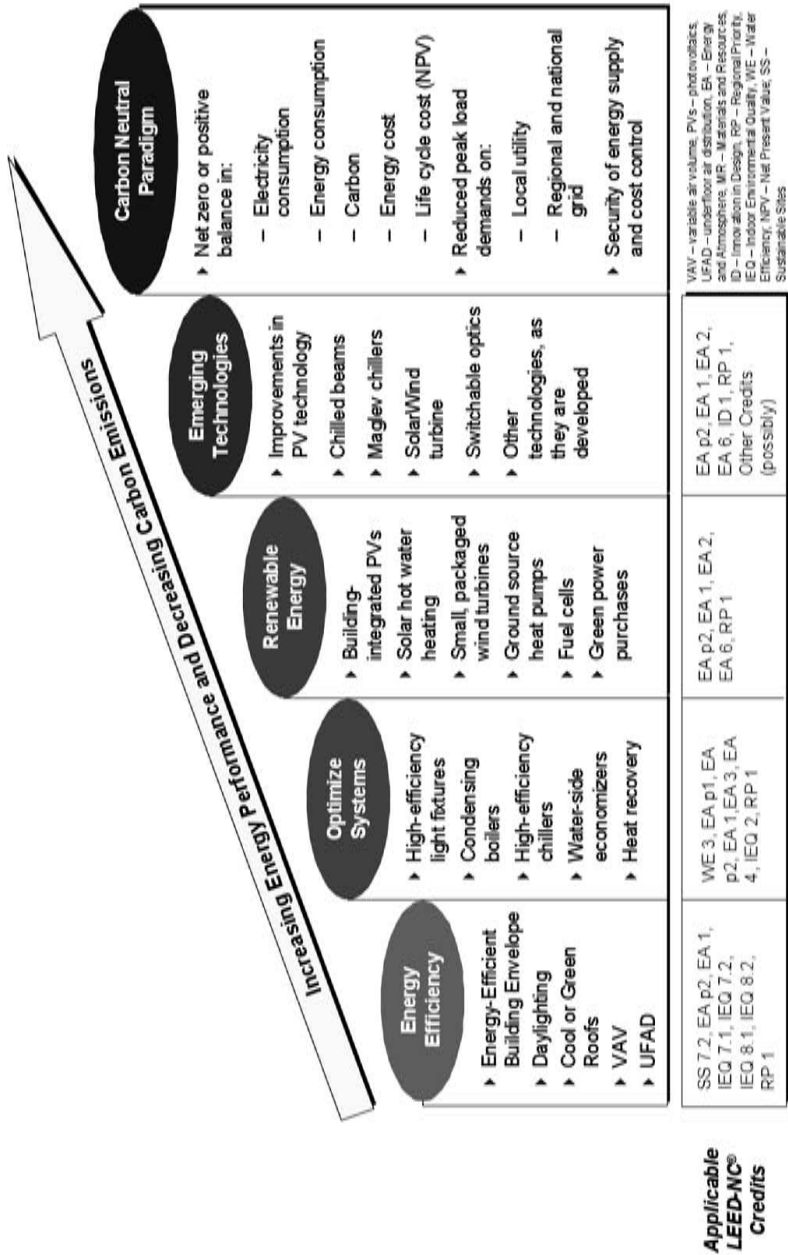 Increasing Energy Performance and Decreasing Carbon Emissions
Energy
Efficiency
▸ Energy-Efficient
Building Envelope
▸ Daylighting
▸ Cool or Green
Roofs
▸ VAV
▸ UFAD
Optimize
Systems
▸ High-efficiency
light fixtures
▸ Condensing
boilers
▸ High-efficiency
chillers
▸ Water-side
economizers
▸ Heat recovery
Renewable
Energy
▸ Building-
integrated PVs
▸ Solar hot water
heating
▸ Small, packaged
wind turbines
▸ Ground source
heat pumps
▸ Fuel cells
▸ Green power
purchases
Emerging
Technologies
▸ Improvements in
PV technology
▸ Chilled beams
▸ Maglev chillers
▸ SolarWind
turbine
▸ Switchable optics
▸ Other
technologies, as
they are
developed
Carbon Neutral
Paradigm
▸ Net zero or positive
balance in:
– Electricity
consumption
– Energy consumption
– Carbon
– Energy cost
– Life cycle cost (NPV)
▸ Reduced peak load
demands on:
– Local utility
– Regional and national
grid
▸ Security of energy supply
and cost control
Applicable
LEED-NC®
Credits
SS 7.2, EA p2, EA 1,
IEQ 7.1, IEQ 7.2,
IEQ 8.1, IEQ 8.2,
RP 1
WE 3, EA p1, EA
p2, EA 1,EA 3, EA
4, IEQ 2, RP 1
EA p2, EA 1, EA 2,
EA 6, RP 1
EA p2, EA 1, EA 2,
EA 6, ID 1, RP 1,
Other Credits
(possibly)
VAV – variable air volume, PVs – photovoltaics,
UFAD – underfloor air distribution, EA – Energy
and Atmosphere, MR – Materials and Resources,
ID – Innovation in Design, RP – Regional Priority,
IEQ – Indoor Environmental Quality, WE – Water
Efficiency, NPV – Net Present Value; SS –
Sustainable Sites